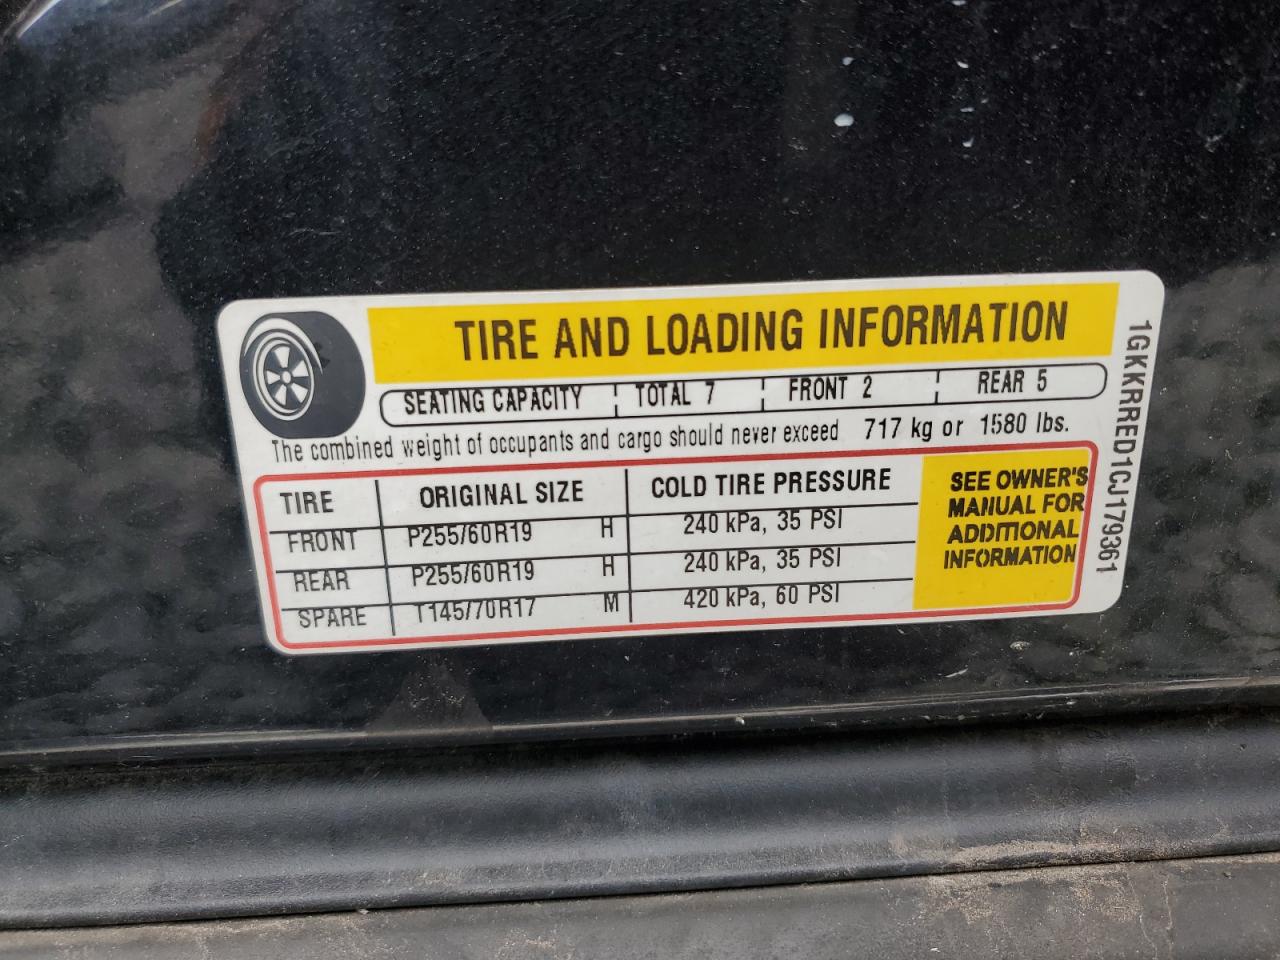 TIRE AND LOADING INFORMATION
SEATING CAPACITY TOTAL 7 FRONT 2 REAR 5
The combined weight of occupants and cargo should never exceed 717 kg or 1580 lbs.
TIRE ORIGINAL SIZE COLD TIRE PRESSURE
FRONT P255/60R19 H 240 kPa, 35 PSI
REAR P255/60R19 H 240 kPa, 35 PSI
SPARE T145/70R17 M 420 kPa, 60 PSI
SEE OWNER'S
MANUAL FOR
ADDITIONAL
INFORMATION
1GKKRRED1CJ179361